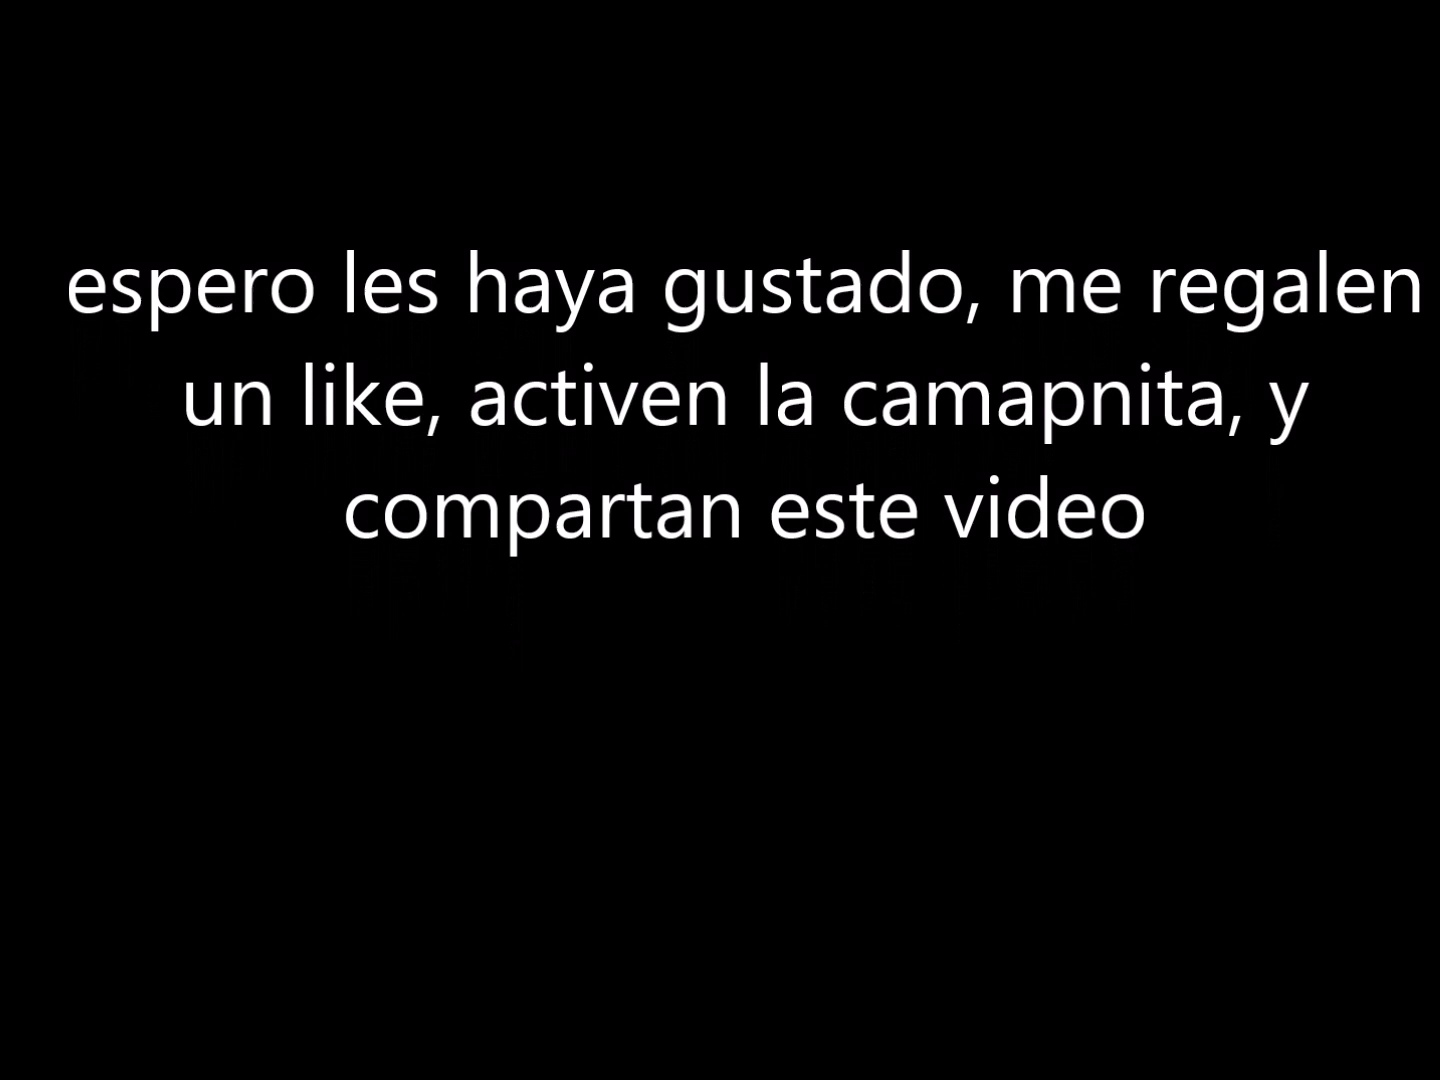 espero les haya gustado, me regalen
un like, activen la camapnita, y
compartan este video